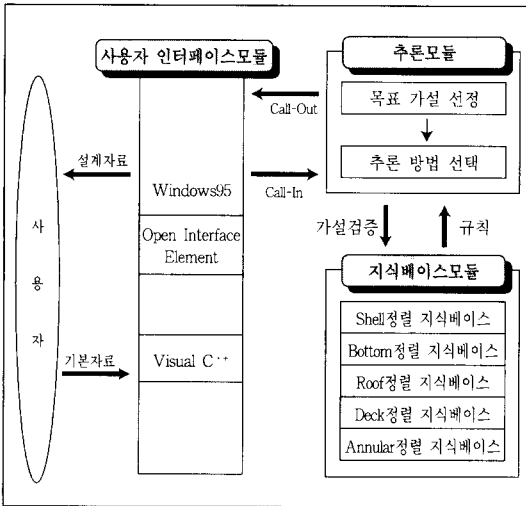 사용자 인터페이스모듈
추론모듈
목표 가설 선정
Call-Out
추론 방법 선택
설계자료
Windows95
Call-In
사
용
자
Open Interface
Element
가설검증
규칙
지식베이스모듈
Shell정렬 지식베이스
Bottom정렬 지식베이스
기본자료
Visual C++
Roof정렬 지식베이스
Deck정렬 지식베이스
Annular정렬 지식베이스